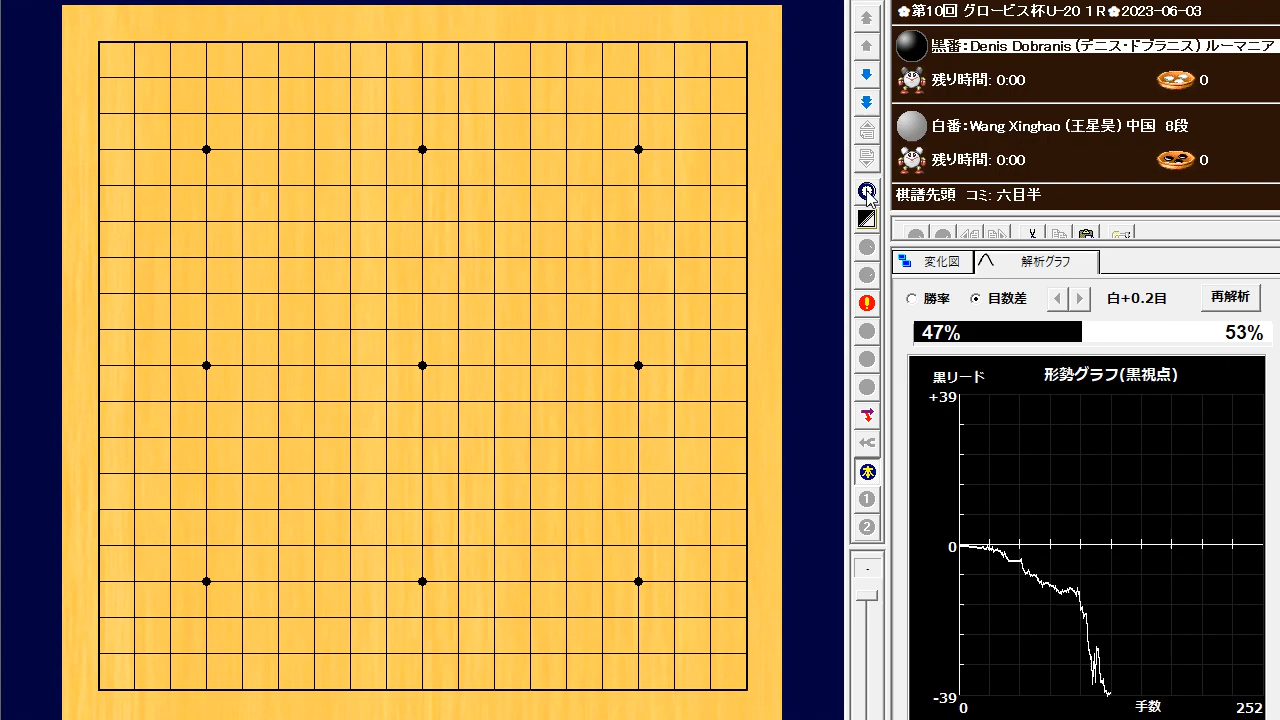 第10回 グロービス杯U-20 1R 2023-06-03
黒番:Denis Dobranis (デニス・ドブラニス) ルーマニア
残り時間: 0:00 0
白番:Wang Xinghao (王星昊) 中国 8段
残り時間: 0:00 0
棋譜先頭 コミ: 六目半
変化図 解析グラフ
勝率 目数差 白+0.2目 再解析
47% 53%
黒リード 形勢グラフ(黒視点)
+39
0
-39
0 手数 252
本
1
2
-